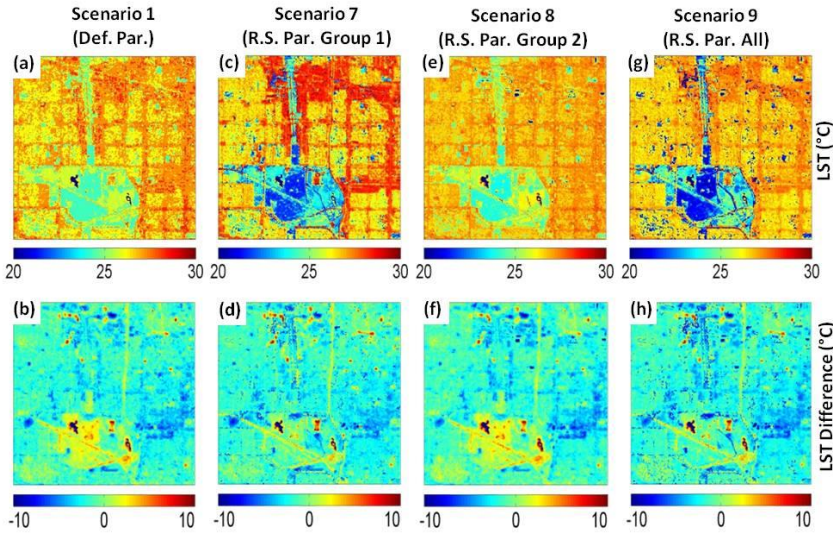 Scenario 1
(Def. Par.)
Scenario 7
(R.S. Par. Group 1)
Scenario 8
(R.S. Par. Group 2)
Scenario 9
(R.S. Par. All)
(a)
(c)
(e)
(g)
LST (°C)
20 25 30
20 25 30
20 25 30
20 25 30
(b)
(d)
(f)
(h)
LST Difference (°C)
-10 0 10
-10 0 10
-10 0 10
-10 0 10